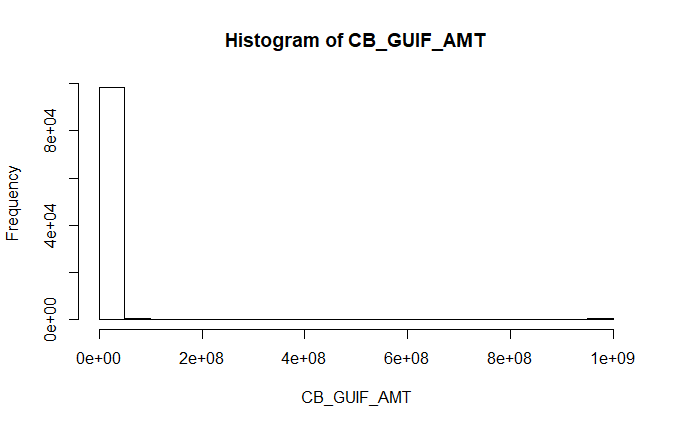 Histogram of CB_GUIF_AMT
Frequency
8e+04
4e+04
0e+00
0e+00 2e+08 4e+08 6e+08 8e+08 1e+09
CB_GUIF_AMT